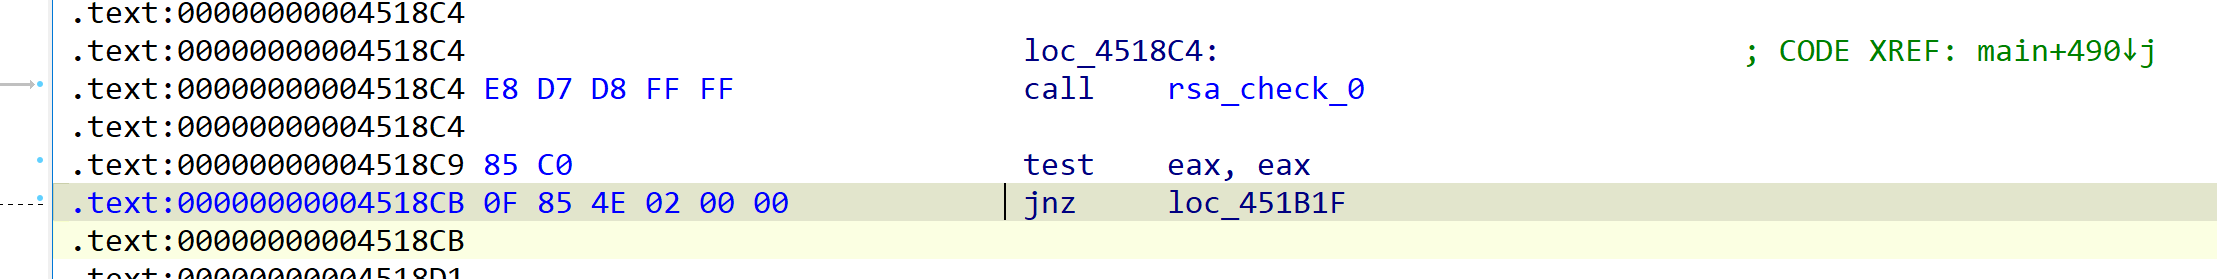 .text:00000000004518C4
.text:00000000004518C4 loc_4518C4: ; CODE XREF: main+490↓j
.text:00000000004518C4 E8 D7 D8 FF FF call rsa_check_0
.text:00000000004518C4
.text:00000000004518C9 85 C0 test eax, eax
.text:00000000004518CB 0F 85 4E 02 00 00 jnz loc_451B1F
.text:00000000004518CB
.text:00000000004518D1